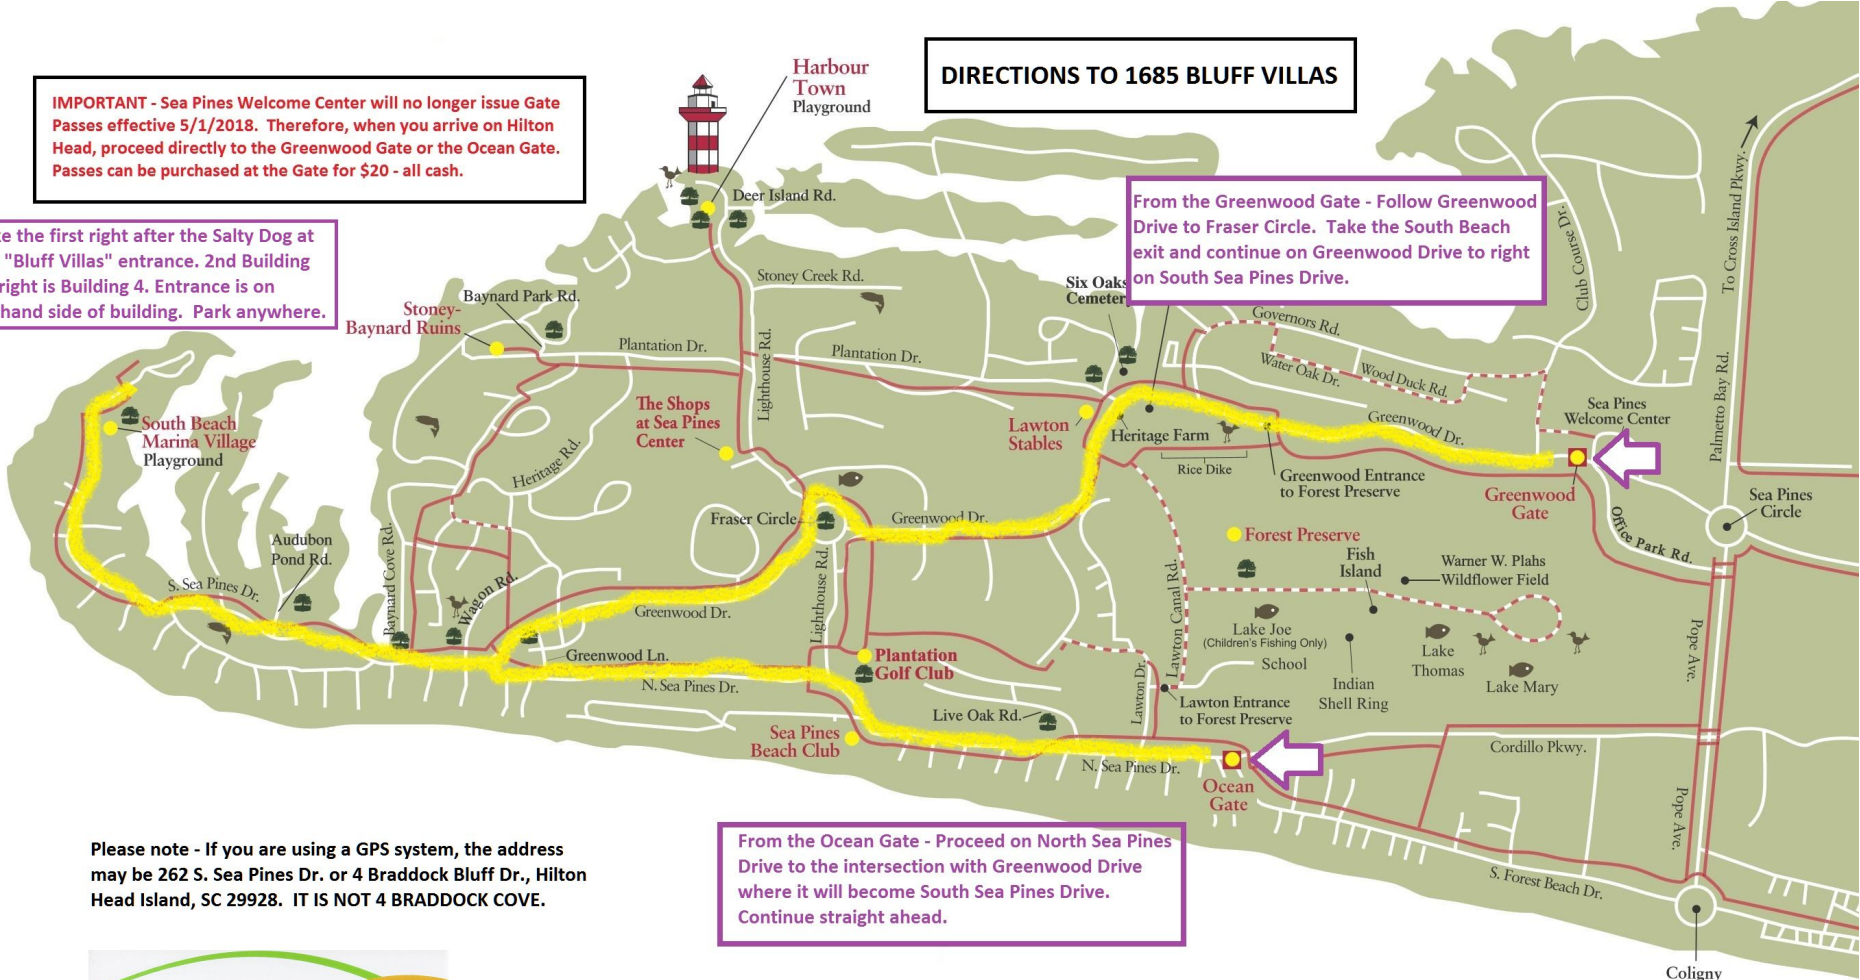 DIRECTIONS TO 1685 BLUFF VILLAS
IMPORTANT - Sea Pines Welcome Center will no longer issue Gate
Passes effective 5/1/2018.  Therefore, when you arrive on Hilton
Head, proceed directly to the Greenwood Gate or the Ocean Gate.
Passes can be purchased at the Gate for $20 - all cash.
Harbour
Town
Playground
Deer Island Rd.
From the Greenwood Gate - Follow Greenwood
Drive to Fraser Circle.  Take the South Beach
exit and continue on Greenwood Drive to right
on South Sea Pines Drive.
the first right after the Salty Dog at
"Bluff Villas" entrance. 2nd Building
right is Building 4. Entrance is on
hand side of building.  Park anywhere.
Stoney Creek Rd.
Six Oaks
Baynard Park Rd.
Stoney-
Baynard Ruins
Plantation Dr.
Lighthouse Rd.
Plantation Dr.
Governors Rd.
Water Oak Dr.
Wood Duck Rd.
Club Course Dr.
To Cross Island Pkwy.
Palmetto Bay Rd.
Sea Pines
Welcome Center
The Shops
at Sea Pines
Center
Lawton
Stables
Heritage Farm
Rice Dike
Greenwood Dr.
Greenwood Entrance
to Forest Preserve
Greenwood
Gate
Sea Pines
Circle
Office Park Rd.
South Beach
Marina Village
Playground
Heritage Rd.
Fraser Circle
Greenwood Dr.
Forest Preserve
Fish
Island
Warner W. Plahs
Wildflower Field
Audubon
Pond Rd.
S. Sea Pines Dr.
Baynard Cove Rd.
Wagon Rd.
Greenwood Dr.
Lighthouse Rd.
Lawton Canal Rd.
Lake Joe
(Children's Fishing Only)
School
Lake
Thomas
Indian
Shell Ring
Lake Mary
Pope Ave.
Greenwood Ln.
N. Sea Pines Dr.
Plantation
Golf Club
Live Oak Rd.
Lawton Dr.
Lawton Entrance
to Forest Preserve
Sea Pines
Beach Club
N. Sea Pines Dr.
Ocean
Gate
Cordillo Pkwy.
Pope Ave.
S. Forest Beach Dr.
Coligny
From the Ocean Gate - Proceed on North Sea Pines
Drive to the intersection with Greenwood Drive
where it will become South Sea Pines Drive.
Continue straight ahead.
Please note - If you are using a GPS system, the address
may be 262 S. Sea Pines Dr. or 4 Braddock Bluff Dr., Hilton
Head Island, SC 29928.  IT IS NOT 4 BRADDOCK COVE.